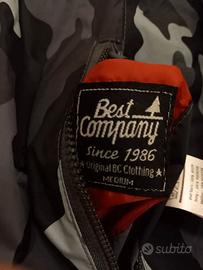 Best
Company
Since 1986
Original BC Clothing
MEDIUM
subito